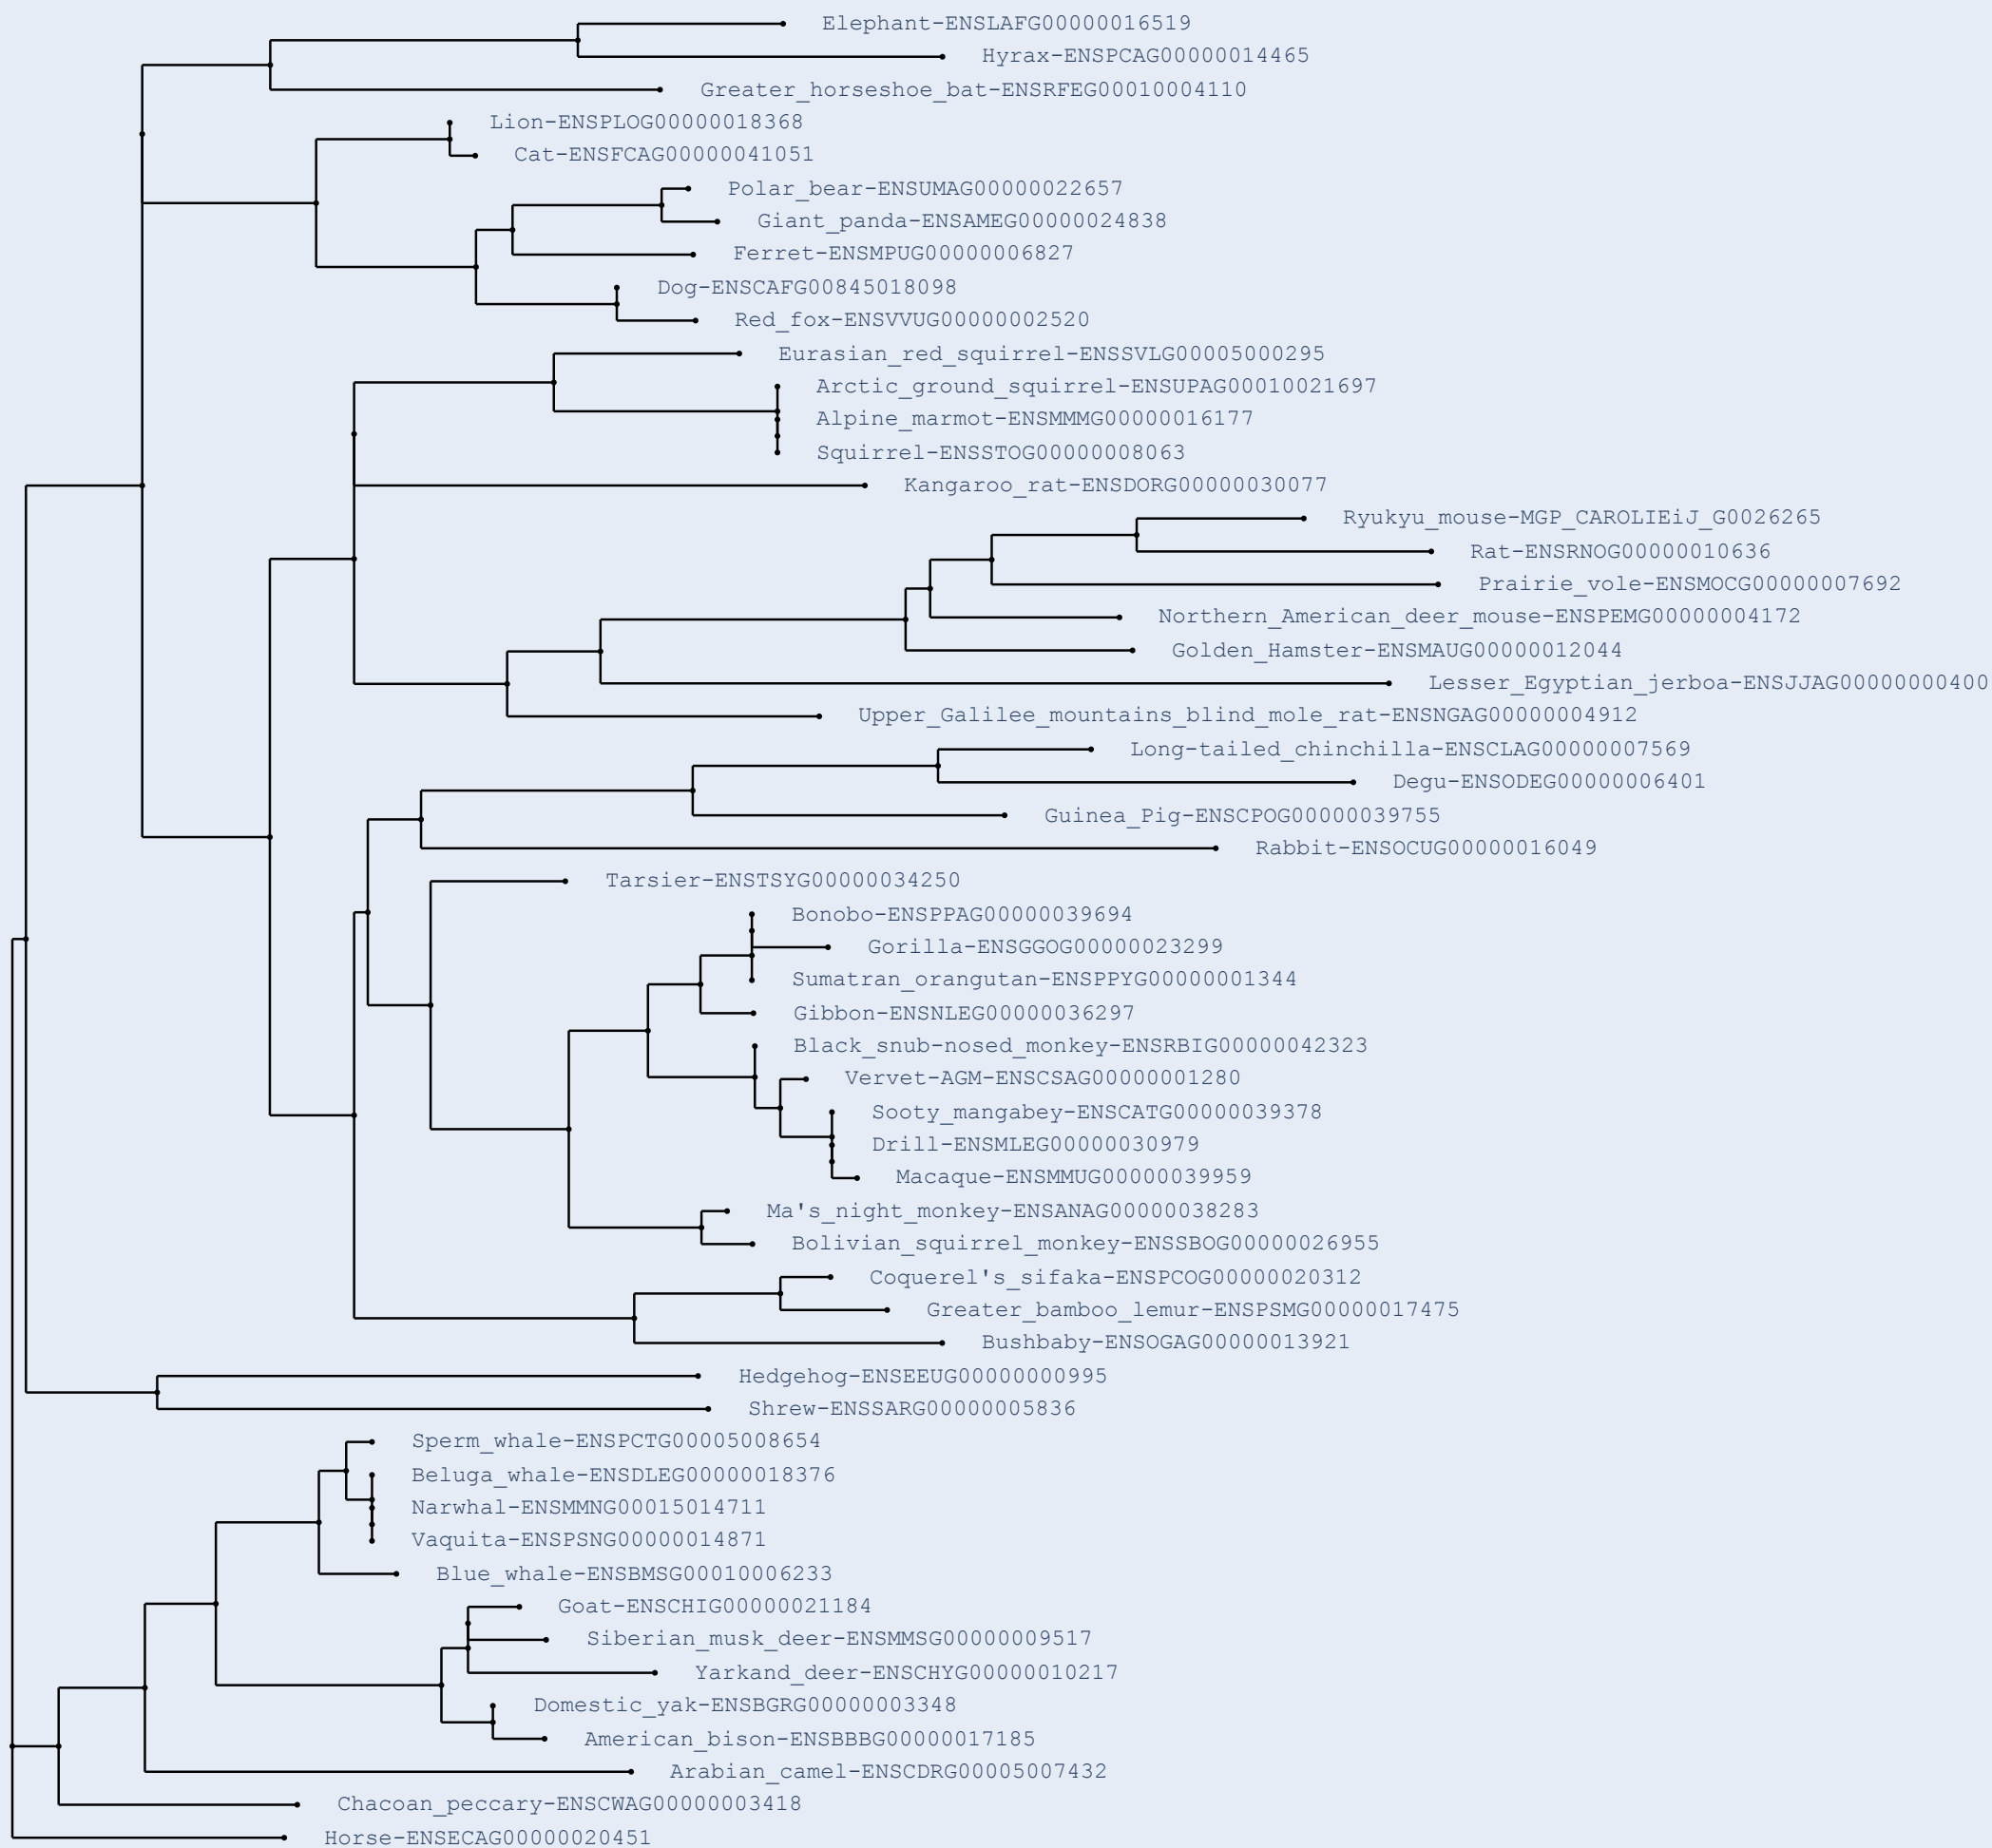 Elephant-ENSLAFG00000016519
Hyrax-ENSPCAG00000014465
Greater_horseshoe_bat-ENSRFEG00010004110
Lion-ENSPLOG00000018368
Cat-ENSFCAG00000041051
Polar_bear-ENSUMAG00000022657
Giant_panda-ENSAMEG00000024838
Ferret-ENSMPUG00000006827
Dog-ENSCAFG00845018098
Red_fox-ENSVVUG00000002520
Eurasian_red_squirrel-ENSSVLG00005000295
Arctic_ground_squirrel-ENSUPAG00010021697
Alpine_marmot-ENSMMMG00000016177
Squirrel-ENSSTOG00000008063
Kangaroo_rat-ENSDORG00000030077
Ryukyu_mouse-MGP_CAROLIEiJ_G0026265
Rat-ENSRNOG00000010636
Prairie_vole-ENSMOCG00000007692
Northern_American_deer_mouse-ENSPEMG00000004172
Golden_Hamster-ENSMAUG00000012044
Lesser_Egyptian_jerboa-ENSJJAG00000000400
Upper_Galilee_mountains_blind_mole_rat-ENSNGAG00000004912
Long-tailed_chinchilla-ENSCLAG00000007569
Degu-ENSODEG00000006401
Guinea_Pig-ENSCPOG00000039755
Rabbit-ENSOCUG00000016049
Tarsier-ENSTSYG00000034250
Bonobo-ENSPPAG00000039694
Gorilla-ENSGGOG00000023299
Sumatran_orangutan-ENSPPYG00000001344
Gibbon-ENSNLEG00000036297
Black_snub-nosed_monkey-ENSRBIG00000042323
Vervet-AGM-ENSCSAG00000001280
Sooty_mangabey-ENSCATG00000039378
Drill-ENSMLEG00000030979
Macaque-ENSMMUG00000039959
Ma's_night_monkey-ENSANAG00000038283
Bolivian_squirrel_monkey-ENSSBOG00000026955
Coquerel's_sifaka-ENSPCOG00000020312
Greater_bamboo_lemur-ENSPSMG00000017475
Bushbaby-ENSOGAG00000013921
Hedgehog-ENSEEUG00000000995
Shrew-ENSSARG00000005836
Sperm_whale-ENSPCTG00005008654
Beluga_whale-ENSDLEG00000018376
Narwhal-ENSMMNG00015014711
Vaquita-ENSPSNG00000014871
Blue_whale-ENSBMSG00010006233
Goat-ENSCHIG00000021184
Siberian_musk_deer-ENSMMSG00000009517
Yarkand_deer-ENSCHYG00000010217
Domestic_yak-ENSBGRG00000003348
American_bison-ENSBBBG00000017185
Arabian_camel-ENSCDRG00005007432
Chacoan_peccary-ENSCWAG00000003418
Horse-ENSECAG00000020451